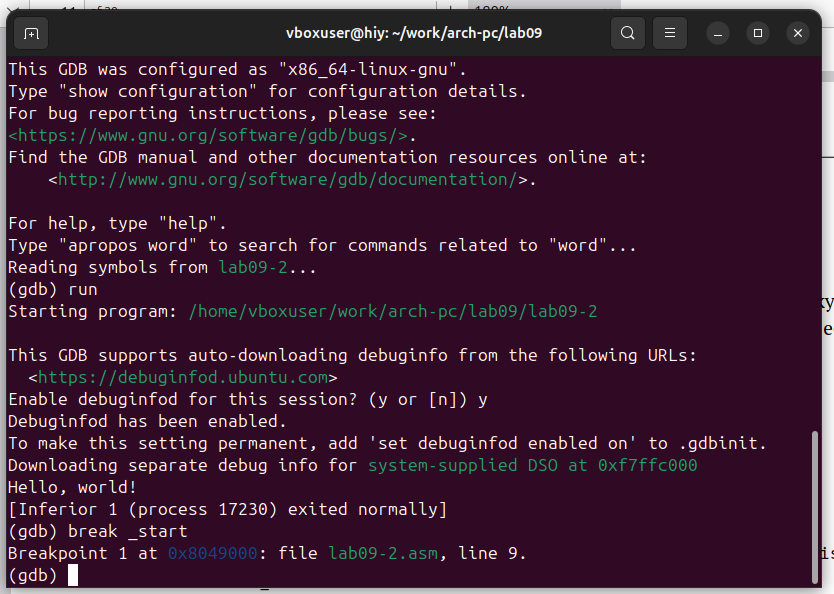 vboxuser@hiy: ~/work/arch-pc/lab09
This GDB was configured as "x86_64-linux-gnu".
Type "show configuration" for configuration details.
For bug reporting instructions, please see:
<https://www.gnu.org/software/gdb/bugs/>.
Find the GDB manual and other documentation resources online at:
    <http://www.gnu.org/software/gdb/documentation/>.

For help, type "help".
Type "apropos word" to search for commands related to "word"...
Reading symbols from lab09-2...
(gdb) run
Starting program: /home/vboxuser/work/arch-pc/lab09/lab09-2

This GDB supports auto-downloading debuginfo from the following URLs:
  <https://debuginfod.ubuntu.com>
Enable debuginfod for this session? (y or [n]) y
Debuginfod has been enabled.
To make this setting permanent, add 'set debuginfod enabled on' to .gdbinit.
Downloading separate debug info for system-supplied DSO at 0xf7ffc000
Hello, world!
[Inferior 1 (process 17230) exited normally]
(gdb) break _start
Breakpoint 1 at 0x8049000: file lab09-2.asm, line 9.
(gdb)